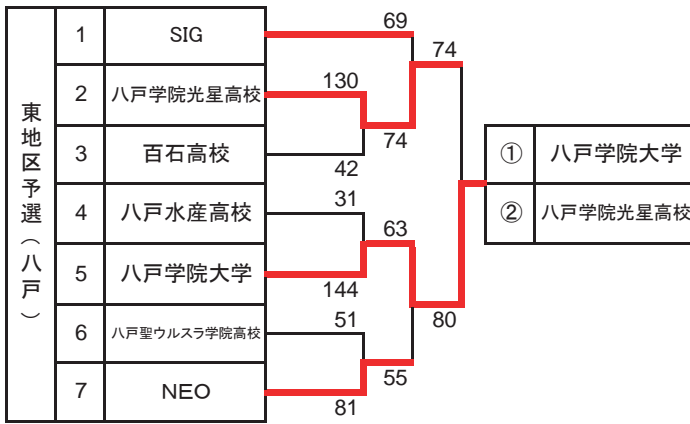 東地区予選（八戸）
1 SIG
2 八戸学院光星高校
3 百石高校
4 八戸水産高校
5 八戸学院大学
6 八戸聖ウルスラ学院高校
7 NEO
69
130
42
31
144
51
81
74
63
55
74
80
① 八戸学院大学
② 八戸学院光星高校